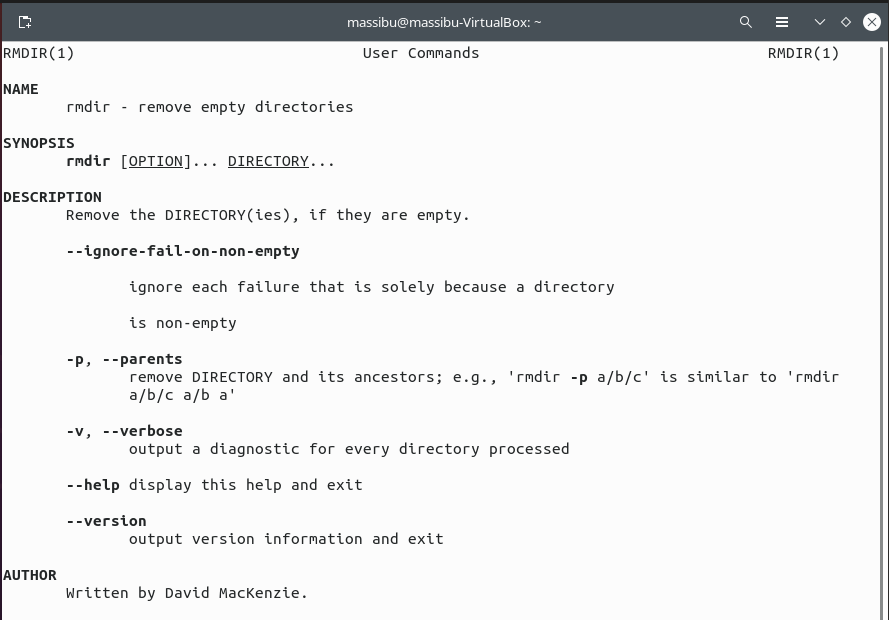 massibu@massibu-VirtualBox: ~
RMDIR(1) User Commands RMDIR(1)
NAME
rmdir - remove empty directories
SYNOPSIS
rmdir [OPTION]... DIRECTORY...
DESCRIPTION
Remove the DIRECTORY(ies), if they are empty.
--ignore-fail-on-non-empty
ignore each failure that is solely because a directory
is non-empty
-p, --parents
remove DIRECTORY and its ancestors; e.g., 'rmdir -p a/b/c' is similar to 'rmdir
a/b/c a/b a'
-v, --verbose
output a diagnostic for every directory processed
--help display this help and exit
--version
output version information and exit
AUTHOR
Written by David MacKenzie.